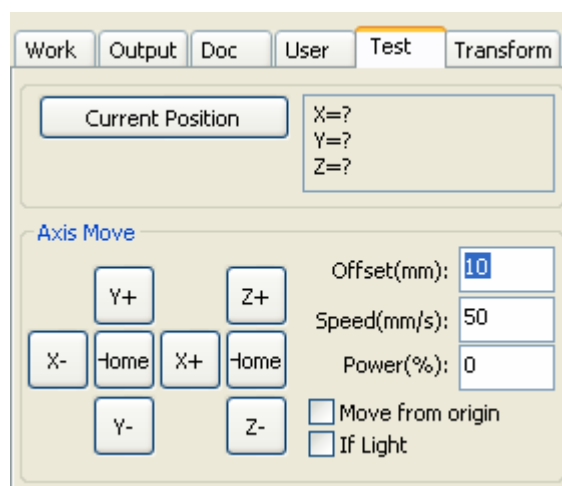 Work Output Doc User Test Transform
Current Position
X=?
Y=?
Z=?
Axis Move
Offset(mm): 10
Y+ Z+
Speed(mm/s): 50
X- Home X+ Home
Power(%): 0
Move from origin
Y- Z-
If Light